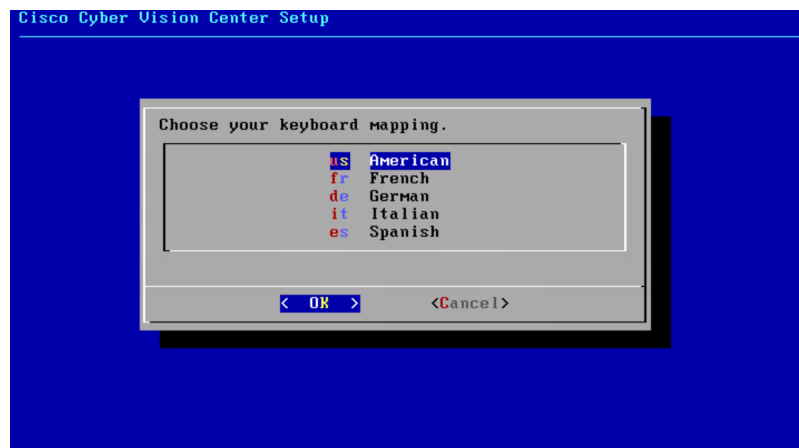 Cisco Cyber Vision Center Setup
Choose your keyboard mapping.
us American
fr French
de German
it Italian
es Spanish
< OK > <Cancel>